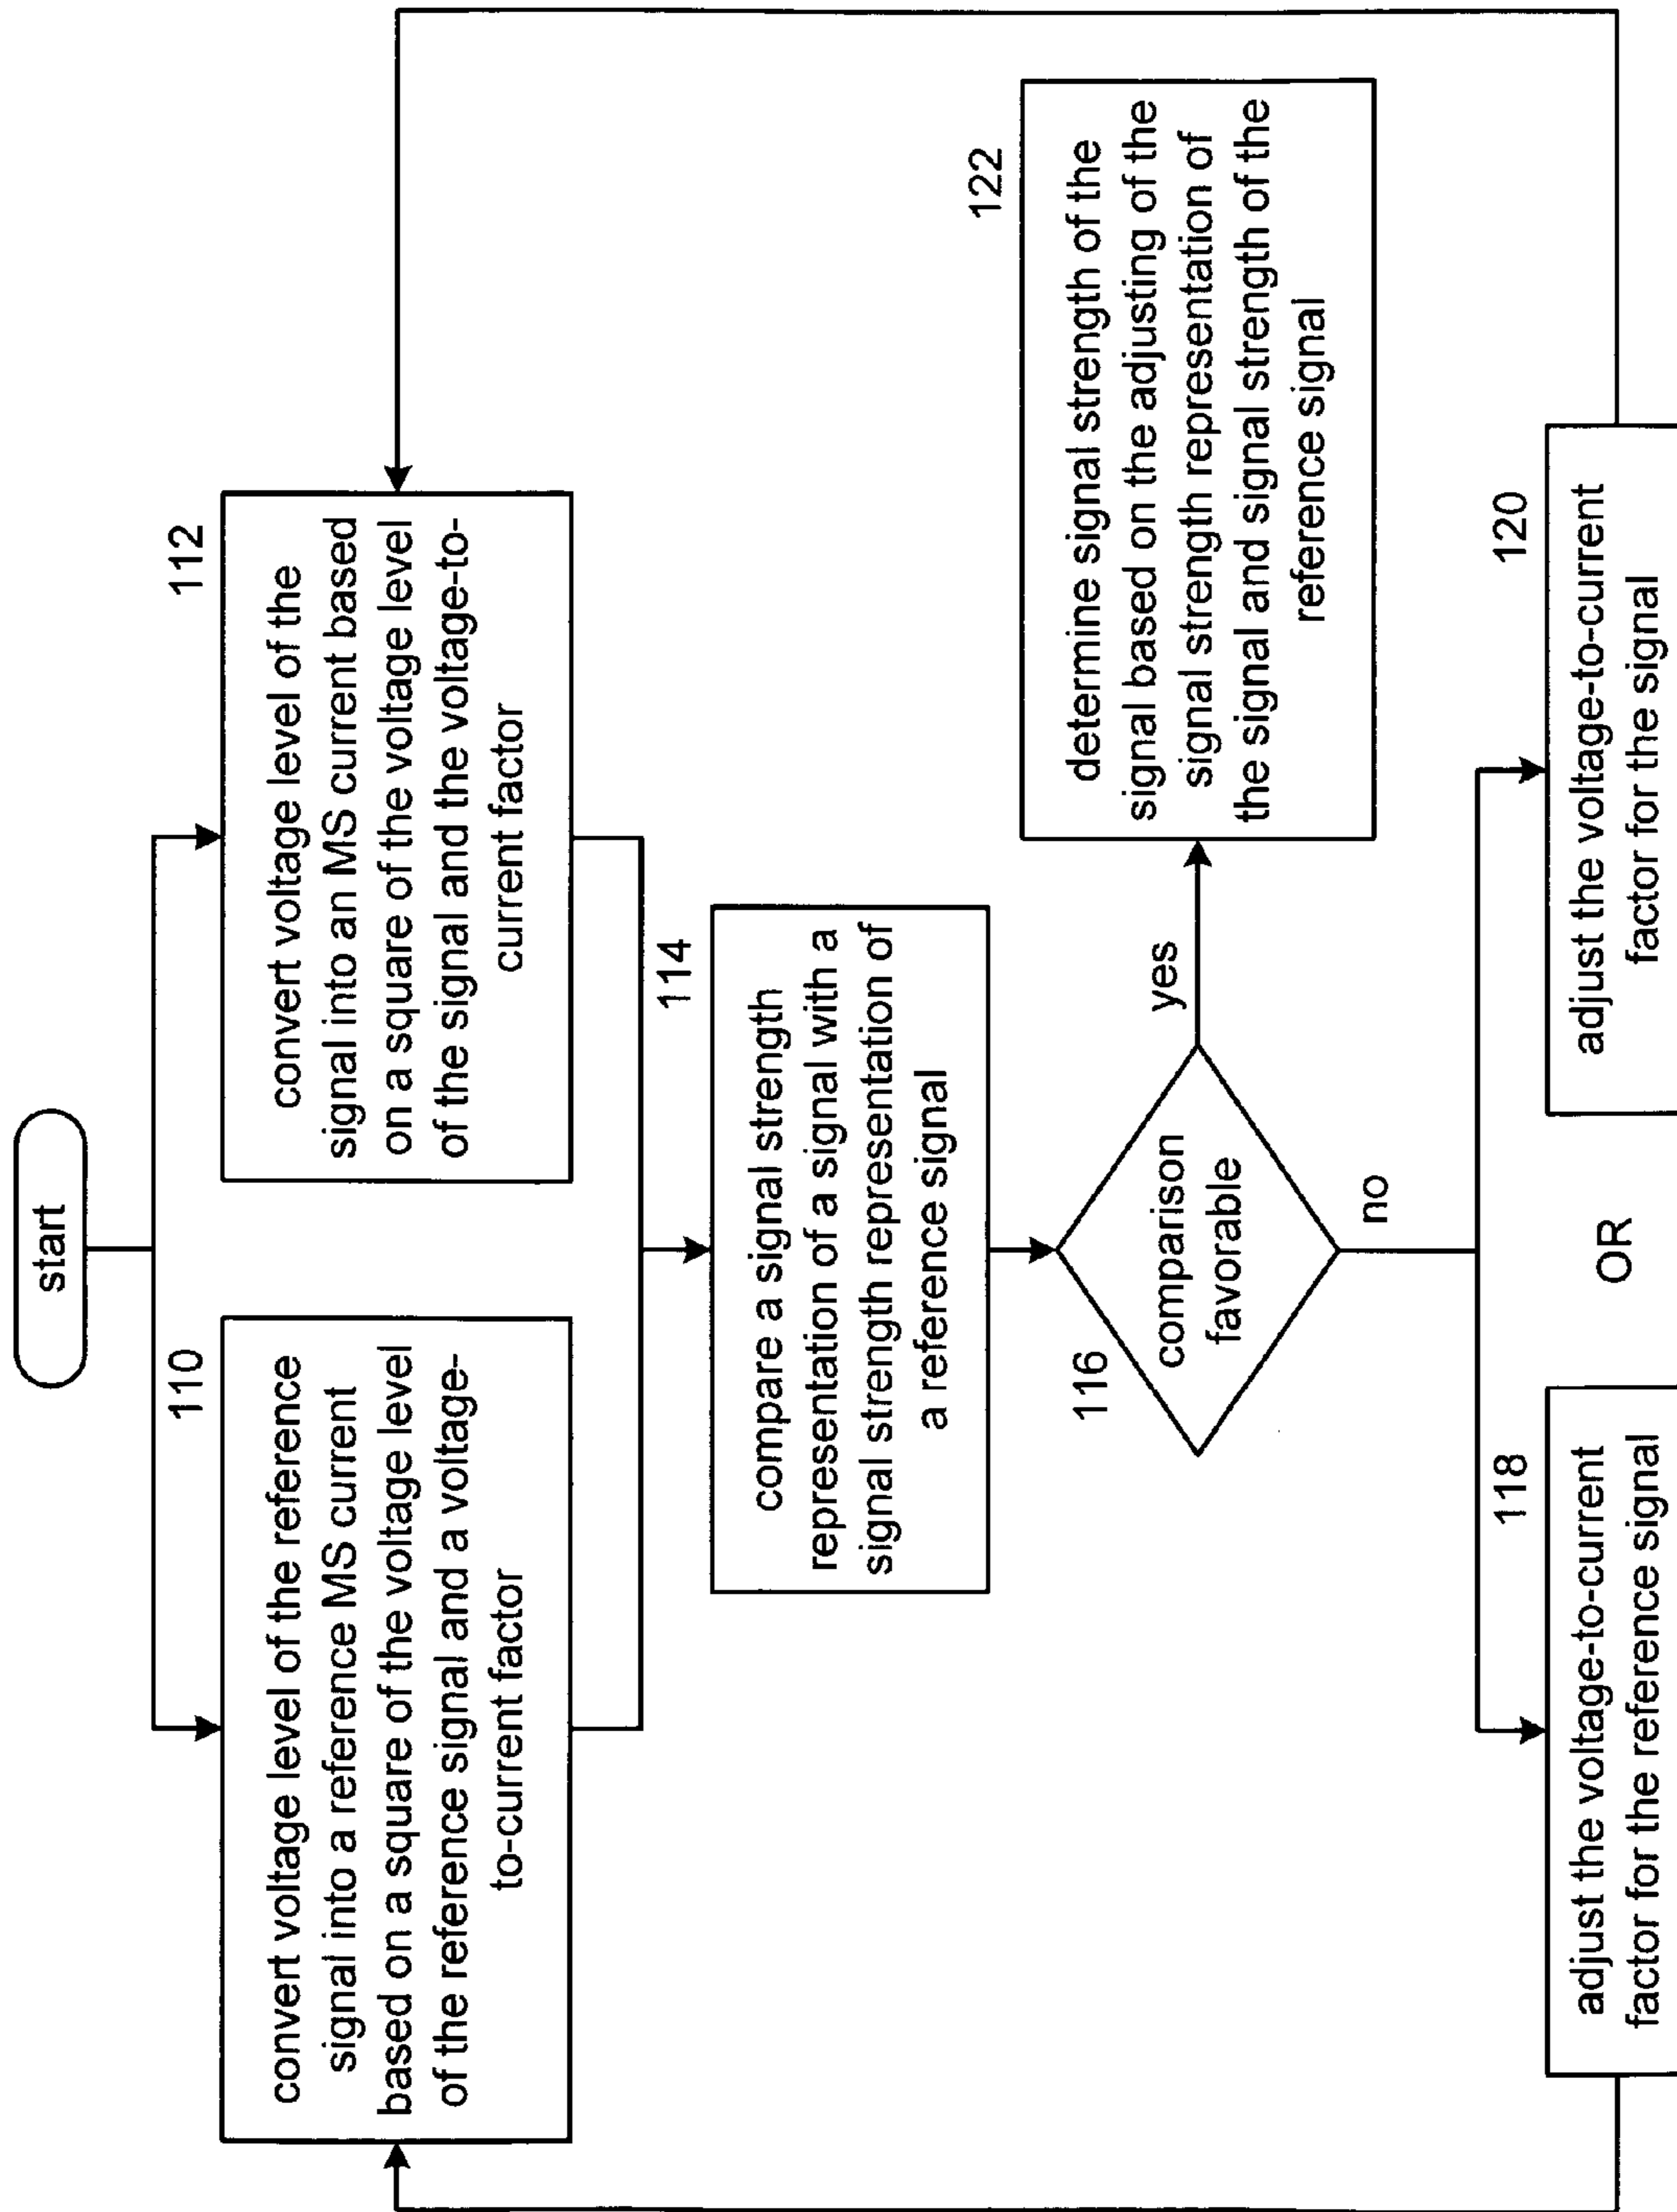 start
110
convert voltage level of the reference
signal into a reference MS current
based on a square of the voltage level
of the reference signal and a voltage-
to-current factor
112
convert voltage level of the
signal into an MS current based
on a square of the voltage level
of the signal and the voltage-to-
current factor
114
compare a signal strength
representation of a signal with a
signal strength representation of
a reference signal
116
comparison
favorable
yes
no
122
determine signal strength of the
signal based on the adjusting of the
signal strength representation of
the signal and signal strength of the
reference signal
118
adjust the voltage-to-current
factor for the reference signal
OR
120
adjust the voltage-to-current
factor for the signal